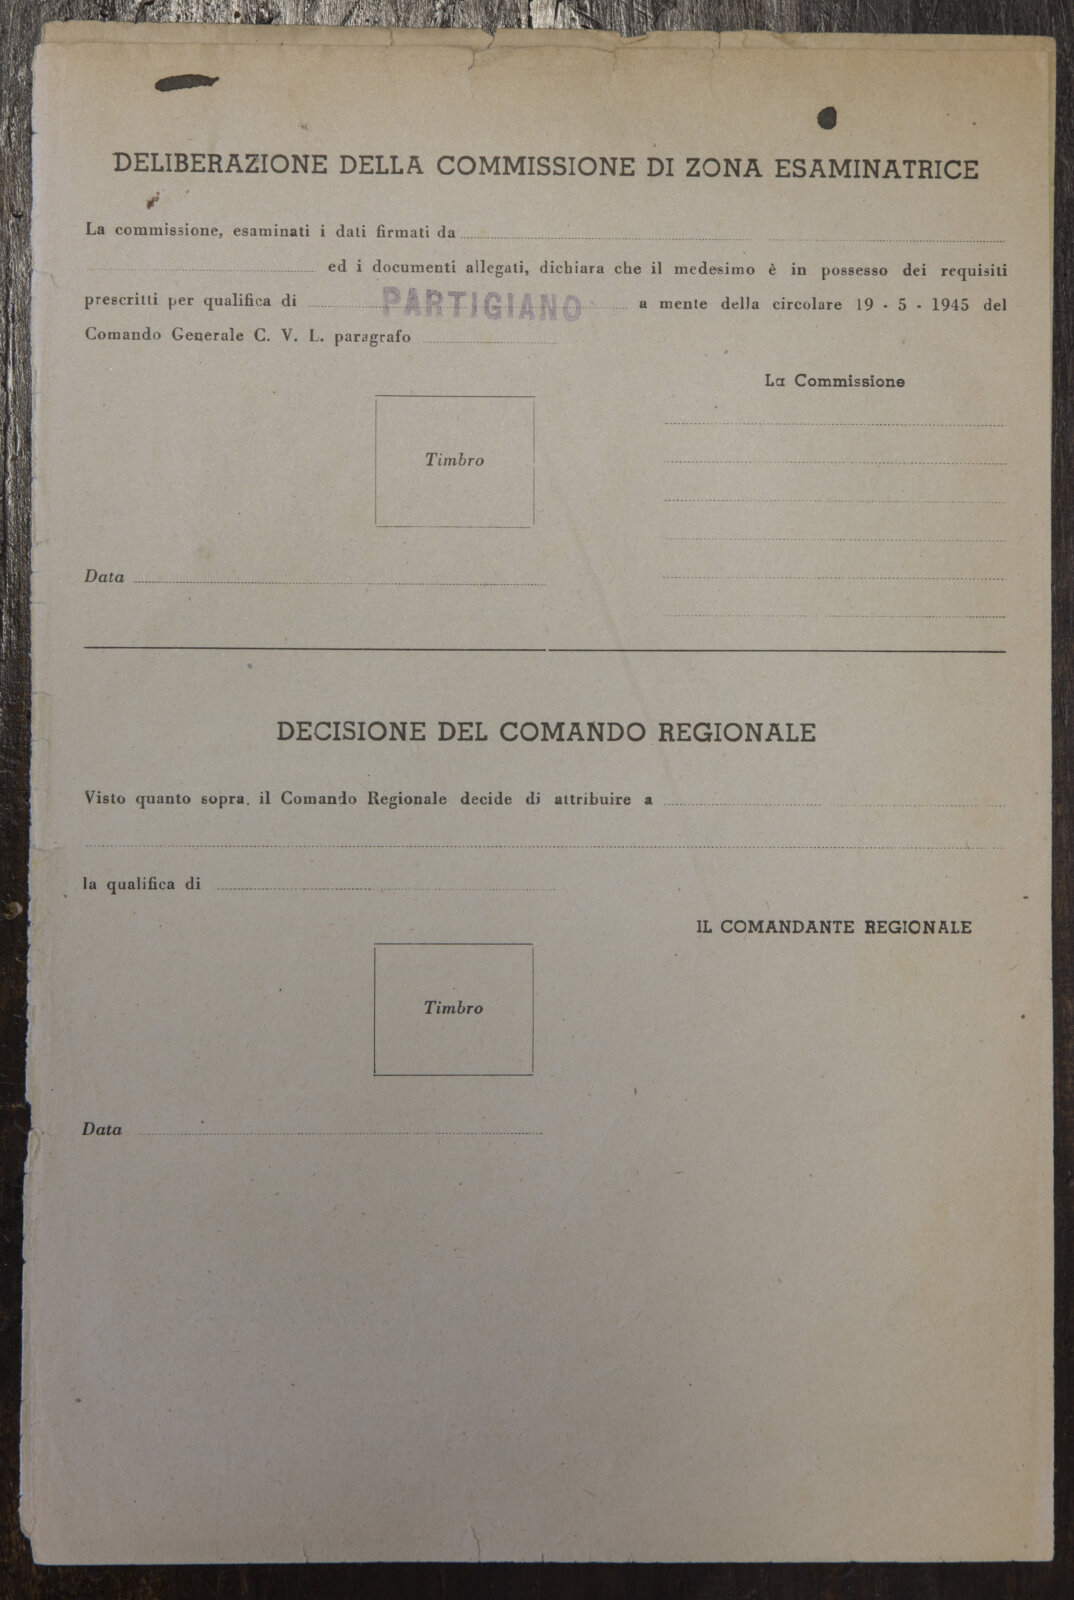 DELIBERAZIONE DELLA COMMISSIONE DI ZONA ESAMINATRICE
La commissione, esaminati i dati firmati da
ed i documenti allegati, dichiara che il medesimo è in possesso dei requisiti
prescritti per qualifica di PARTIGIANO a mente della circolare 19 - 5 - 1945 del
Comando Generale C. V. L. paragrafo
La Commissione
Timbro
Data
DECISIONE DEL COMANDO REGIONALE
Visto quanto sopra, il Comando Regionale decide di attribuire a
la qualifica di
IL COMANDANTE REGIONALE
Timbro
Data